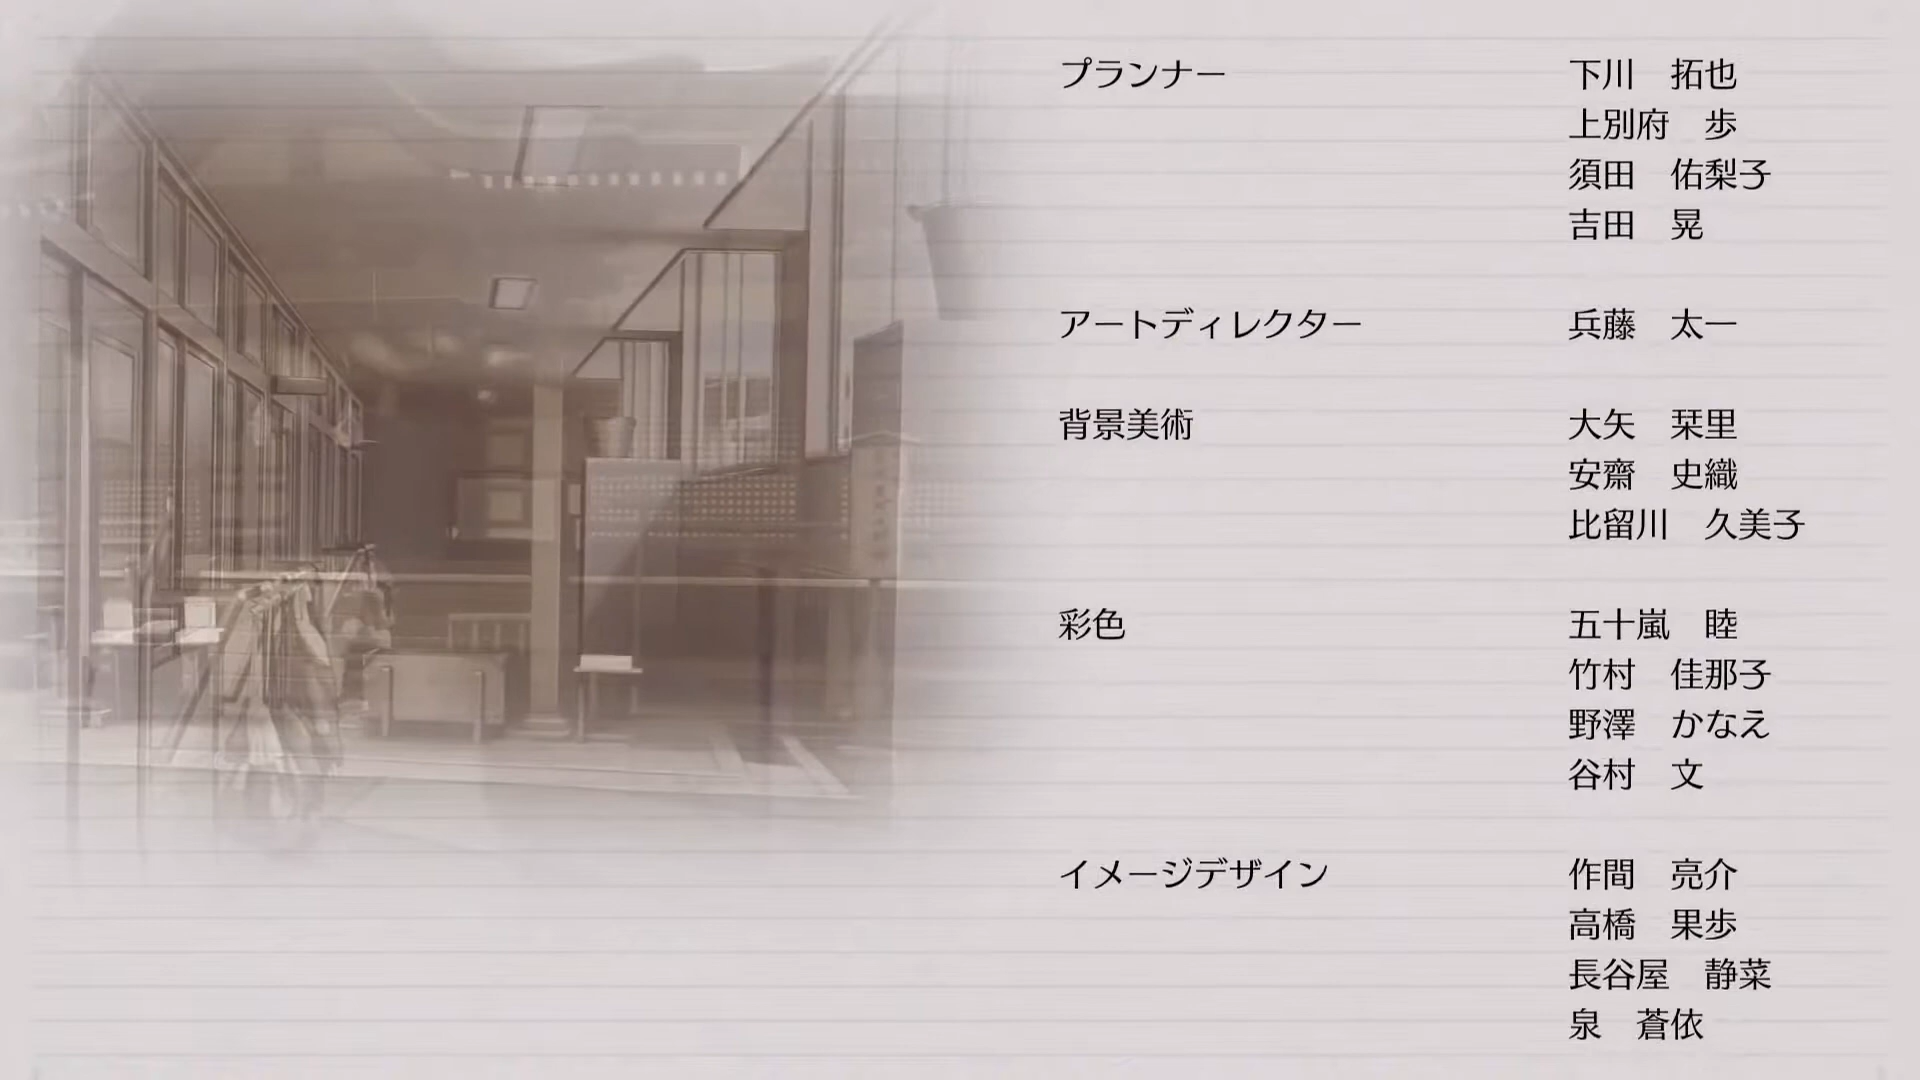 プランナー　下川　拓也
上別府　歩
須田　佑梨子
吉田　晃
アートディレクター　兵藤　太一
背景美術　大矢　栞里
安齋　史織
比留川　久美子
彩色　五十嵐　睦
竹村　佳那子
野澤　かなえ
谷村　文
イメージデザイン　作間　亮介
高橋　果歩
長谷屋　静菜
泉　蒼依